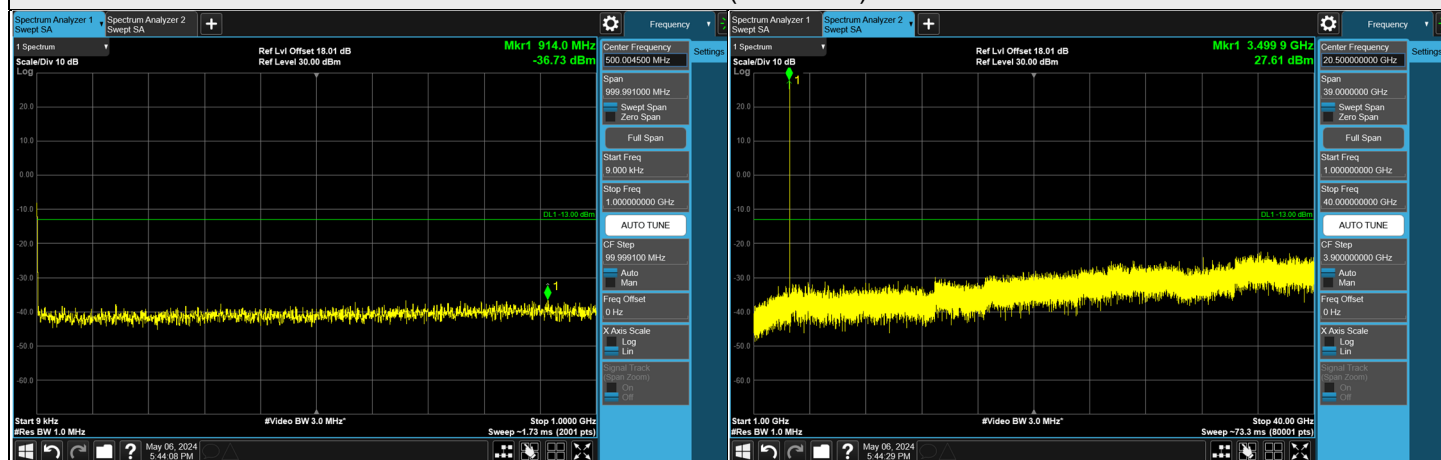 Spectrum Analyzer 1
Swept SA
Spectrum Analyzer 2
Swept SA
Frequency
1 Spectrum
Scale/Div 10 dB
Log
Ref Lvl Offset 18.01 dB
Ref Level 30.00 dBm
Mkr1 914.0 MHz
-36.73 dBm
20.0
10.0
0.00
-10.0
-20.0
-30.0
-40.0
-50.0
-60.0
DL1 -13.00 dBm
1
Start 9 kHz
#Res BW 1.0 MHz
#Video BW 3.0 MHz*
Stop 1.0000 GHz
Sweep ~1.73 ms (2001 pts)
Center Frequency
500.004500 MHz
Settings
Span
999.991000 MHz
Swept Span
Zero Span
Full Span
Start Freq
9.000 kHz
Stop Freq
1.000000000 GHz
AUTO TUNE
CF Step
99.999100 MHz
Auto
Man
Freq Offset
0 Hz
X Axis Scale
Log
Lin
Signal Track
(Span Zoom)
On
Off
May 06, 2024
5:44:08 PM
Spectrum Analyzer 1
Swept SA
Spectrum Analyzer 2
Swept SA
Frequency
1 Spectrum
Scale/Div 10 dB
Log
Ref Lvl Offset 18.01 dB
Ref Level 30.00 dBm
Mkr1 3.499 9 GHz
27.61 dBm
1
20.0
10.0
0.00
-10.0
-20.0
-30.0
-40.0
-50.0
-60.0
DL1 -13.00 dBm
Start 1.00 GHz
#Res BW 1.0 MHz
#Video BW 3.0 MHz*
Stop 40.00 GHz
Sweep ~73.3 ms (80001 pts)
Center Frequency
20.500000000 GHz
Settings
Span
39.0000000 GHz
Swept Span
Zero Span
Full Span
Start Freq
1.000000000 GHz
Stop Freq
40.000000000 GHz
AUTO TUNE
CF Step
3.900000000 GHz
Auto
Man
Freq Offset
0 Hz
X Axis Scale
Log
Lin
Signal Track
(Span Zoom)
On
Off
May 06, 2024
5:44:29 PM